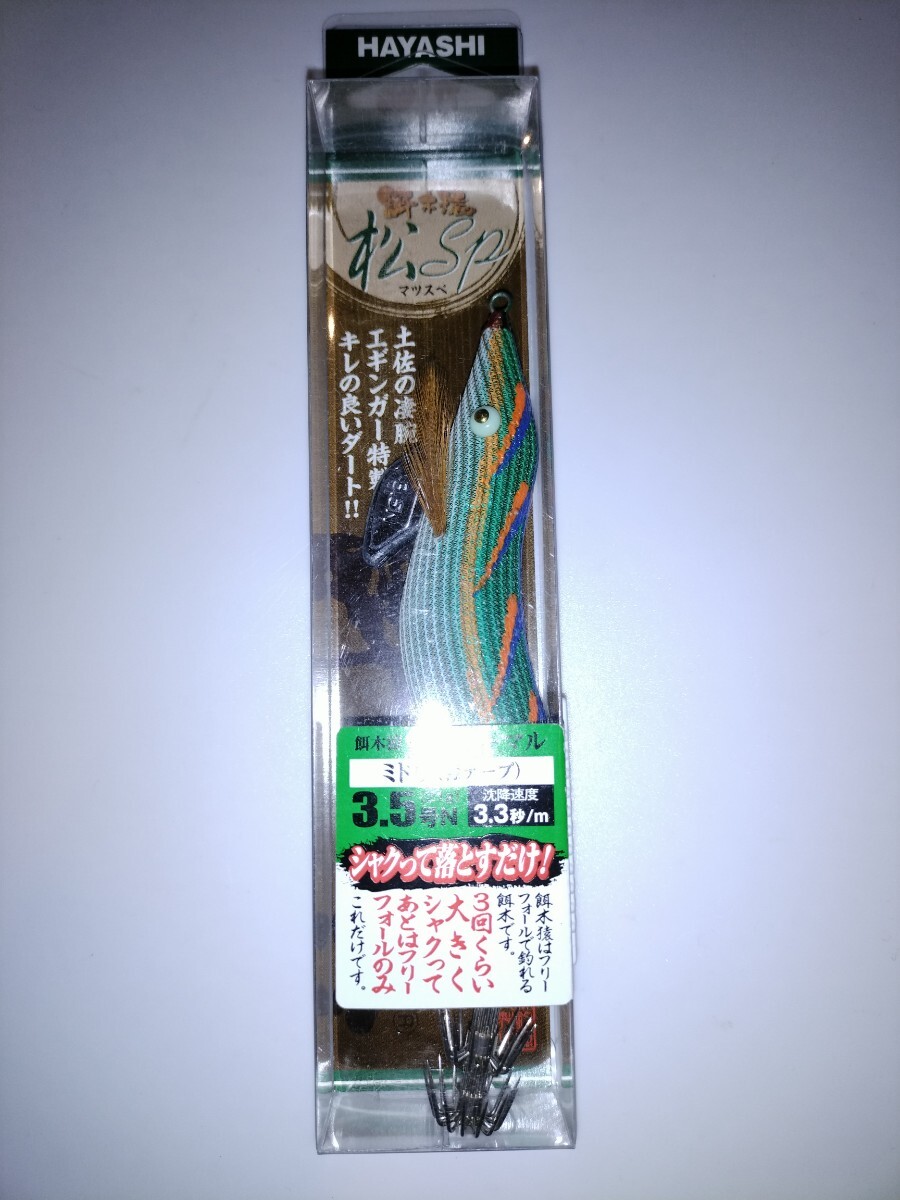 HAYASHI
餌木猿
松Sp
マツスペ
土佐の凄腕
エギンガー特製
キレの良いダート!!
餌木
3.5号N
沈降速度
3.3秒/m
シャクって落とすだけ!
餌木猿はフリー
フォールで釣れる
餌木です。
3回くらい
大きく
シャクって
あとはフリー
フォールのみ
これだけです。